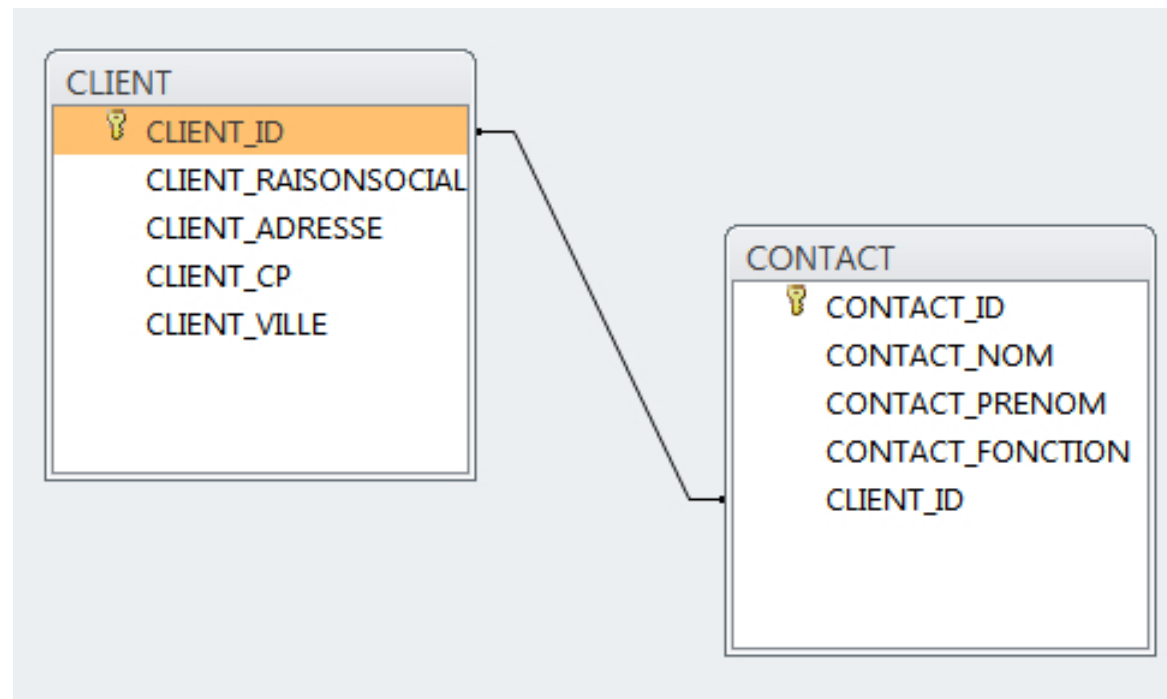 CLIENT
CLIENT_ID
CLIENT_RAISONSOCIAL
CLIENT_ADRESSE
CLIENT_CP
CLIENT_VILLE
CONTACT
CONTACT_ID
CONTACT_NOM
CONTACT_PRENOM
CONTACT_FONCTION
CLIENT_ID